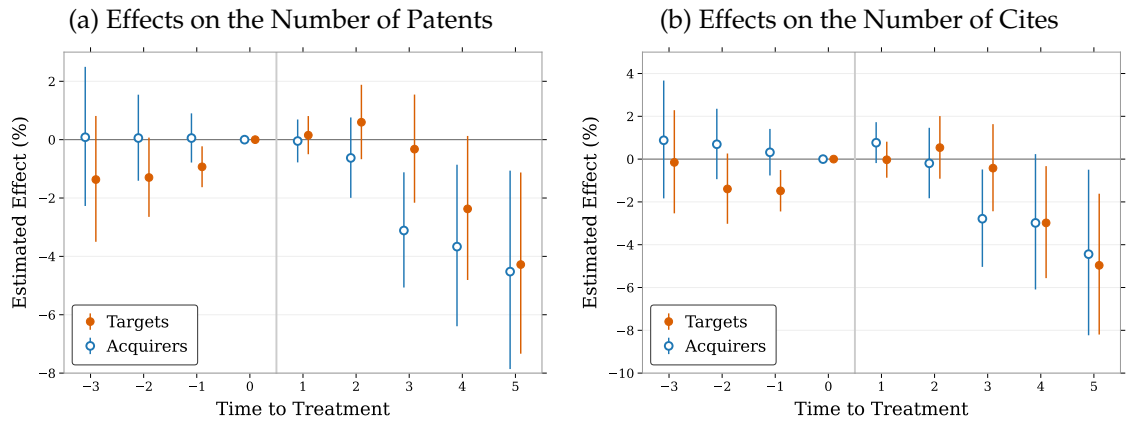 (a) Effects on the Number of Patents
Estimated Effect (%)
2
0
−2
−4
−6
−8
−3 −2 −1 0 1 2 3 4 5
Time to Treatment
Targets
Acquirers
(b) Effects on the Number of Cites
Estimated Effect (%)
4
2
0
−2
−4
−6
−8
−10
−3 −2 −1 0 1 2 3 4 5
Time to Treatment
Targets
Acquirers